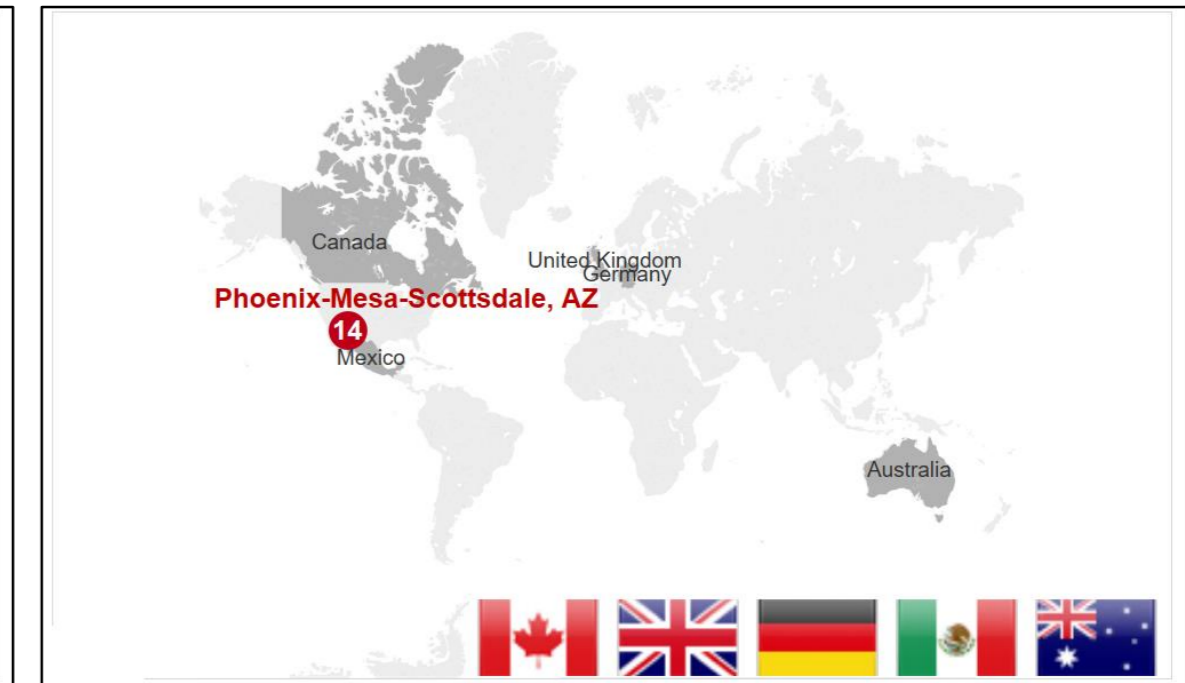 Canada
United Kingdom
Germany
Phoenix-Mesa-Scottsdale, AZ
14
Mexico
Australia